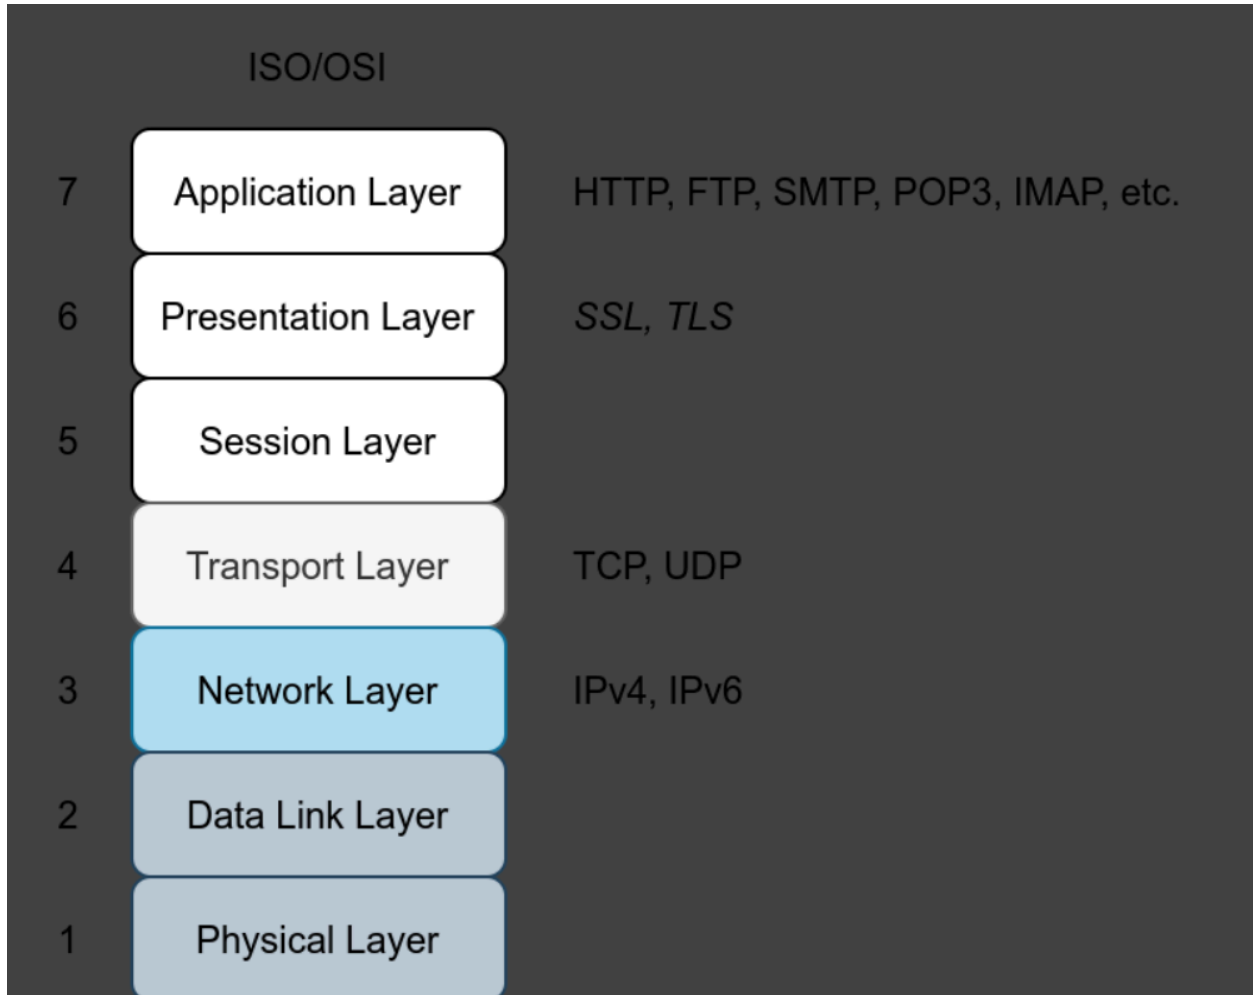 ISO/OSI
7 Application Layer HTTP, FTP, SMTP, POP3, IMAP, etc.
6 Presentation Layer SSL, TLS
5 Session Layer
4 Transport Layer TCP, UDP
3 Network Layer IPv4, IPv6
2 Data Link Layer
1 Physical Layer